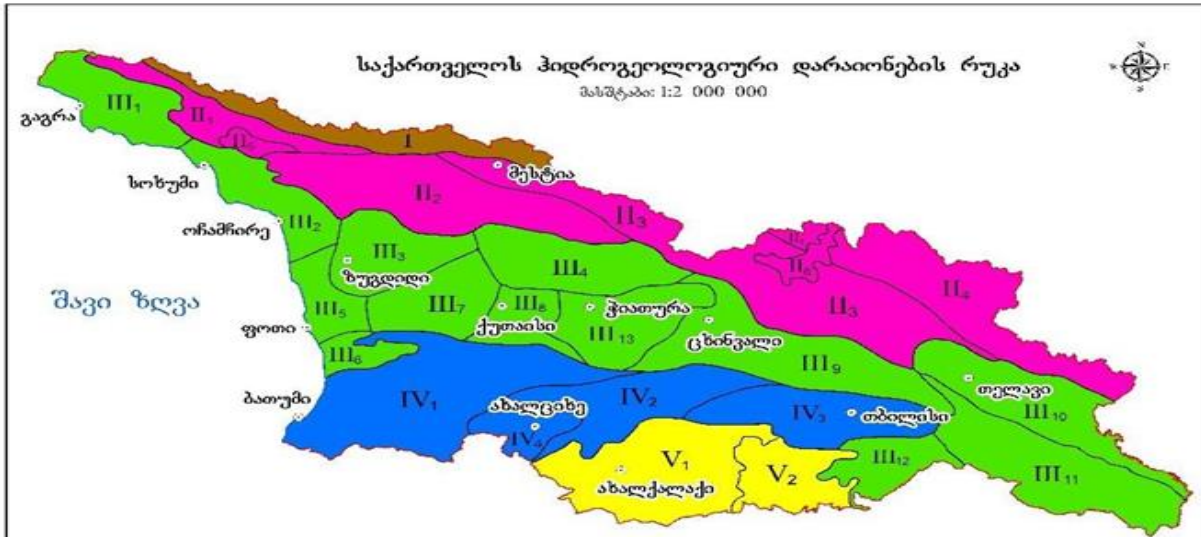 საქართველოს ჰიდროგეოლოგიური დარაიონების რუკა
მასშტაბი: 1:2 000 000
III₁
გაგრა
II₁
I
მესტია
სოხუმი
II₂
II₃
ოჩამჩირე
III₂
III₃
ზუგდიდი
III₄
II₆
II₄
II₃
შავი ზღვა
III₅
III₇
III₈
ქუთაისი
ჭიათურა
III₁₃
ცხინვალი
ფოთი
III₆
III₉
თელავი
III₁₀
ბათუმი
IV₁
ახალციხე
IV₂
IV₃
თბილისი
IV₄
V₁
ახალქალაქი
V₂
III₁₂
III₁₁